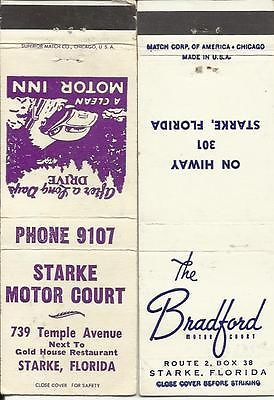 SUPERIOR MATCH CO., CHICAGO, U.S.A.
After a Long Day's
DRIVE
A CLEAN
MOTOR INN
PHONE 9107
STARKE
MOTOR COURT
739 Temple Avenue
Next To
Gold House Restaurant
STARKE, FLORIDA
CLOSE COVER FOR SAFETY
MATCH CORP. OF AMERICA • CHICAGO
MADE IN U.S.A.
ON HIWAY
301
STARKE, FLORIDA
The
Bradford
MOTOR COURT
ROUTE 2, BOX 38
STARKE, FLORIDA
CLOSE COVER BEFORE STRIKING